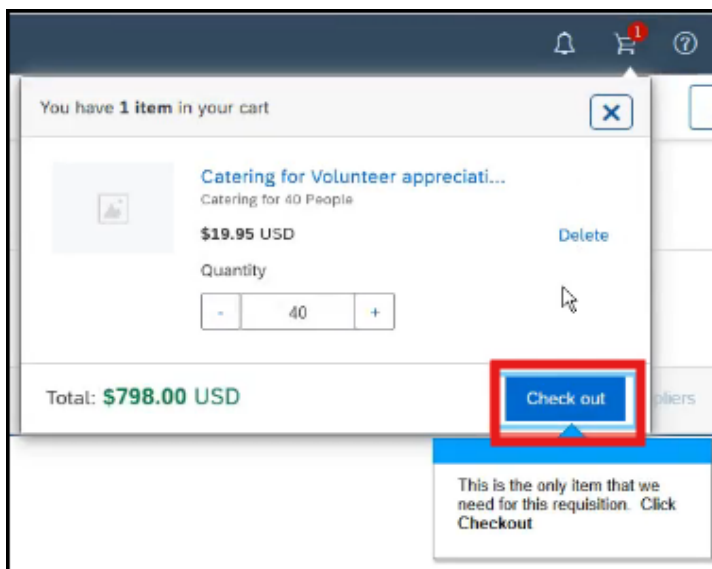 1
You have 1 item in your cart
Catering for Volunteer appreciati...
Catering for 40 People
$19.95 USD
Delete
Quantity
- 40 +
Total: $798.00 USD
Check out
pliers
This is the only item that we
need for this requisition. Click
Checkout